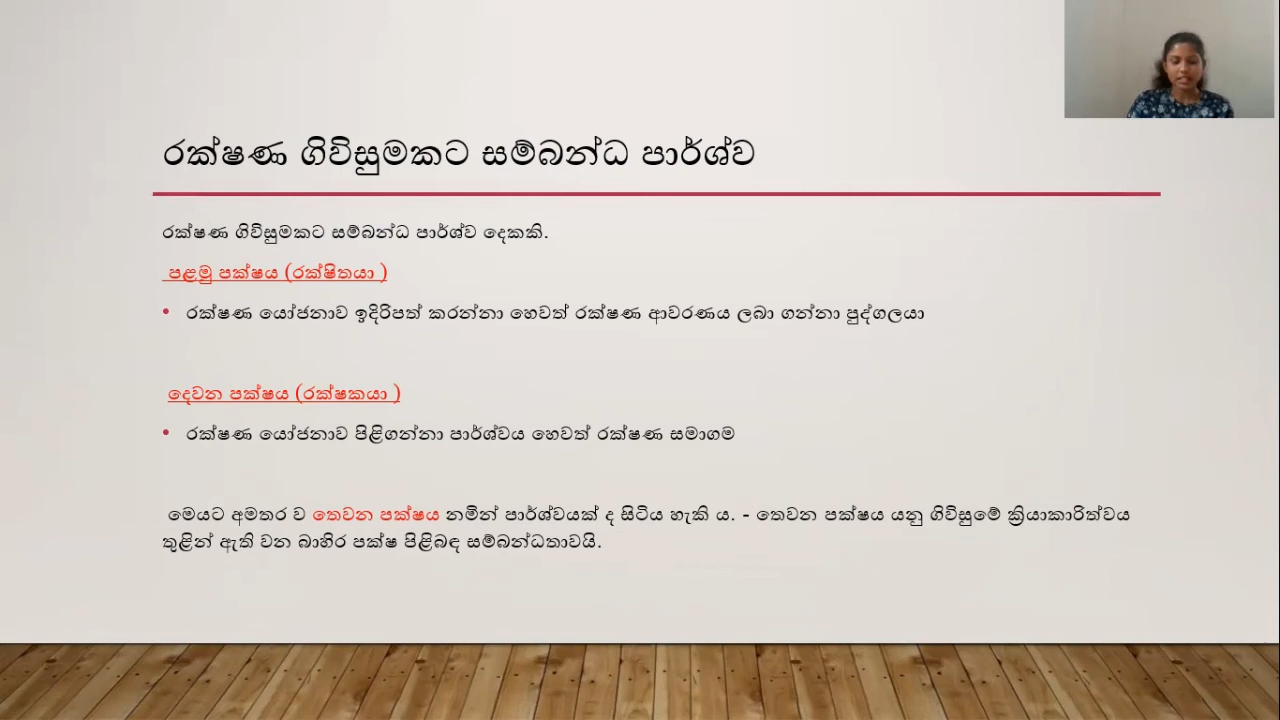 රක්ෂණ ගිවිසුමකට සම්බන්ධ පාර්ශ්ව
රක්ෂණ ගිවිසුමකට සම්බන්ධ පාර්ශ්ව දෙකකි.
පළමු පක්ෂය (රක්ෂිතයා )
• රක්ෂණ යෝජනාව ඉදිරිපත් කරන්නා හෙවත් රක්ෂණ ආවරණය ලබා ගන්නා පුද්ගලයා
දෙවන පක්ෂය (රක්ෂකයා )
• රක්ෂණ යෝජනාව පිළිගන්නා පාර්ශ්වය හෙවත් රක්ෂණ සමාගම
මෙයට අමතර ව තෙවන පක්ෂය නමින් පාර්ශ්වයක් ද සිටිය හැකි ය. - තෙවන පක්ෂය යනු ගිවිසුමේ ක්‍රියාකාරිත්වය
තුළින් ඇති වන බාහිර පක්ෂ පිළිබඳ සම්බන්ධතාවයි.